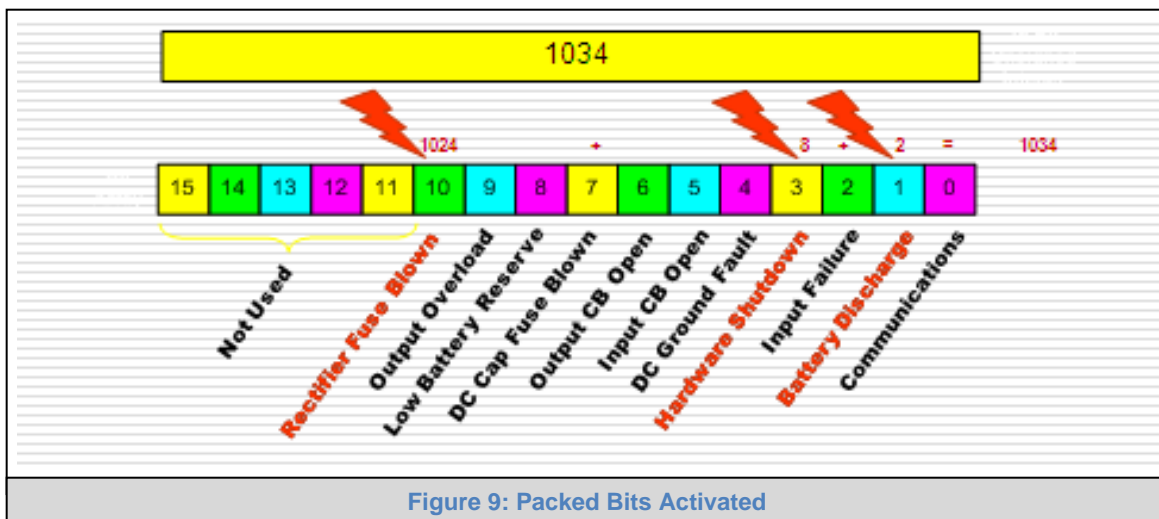 1034
1024 + 8 + 2 = 1034
15 14 13 12 11 10 9 8 7 6 5 4 3 2 1 0
Not Used
Rectifier Fuse Blown
Output Overload
Low Battery Reserve
DC Cap Fuse Blown
Output CB Open
Input CB Open
DC Ground Fault
Hardware Shutdown
Input Failure
Battery Discharge
Communications
Figure 9: Packed Bits Activated